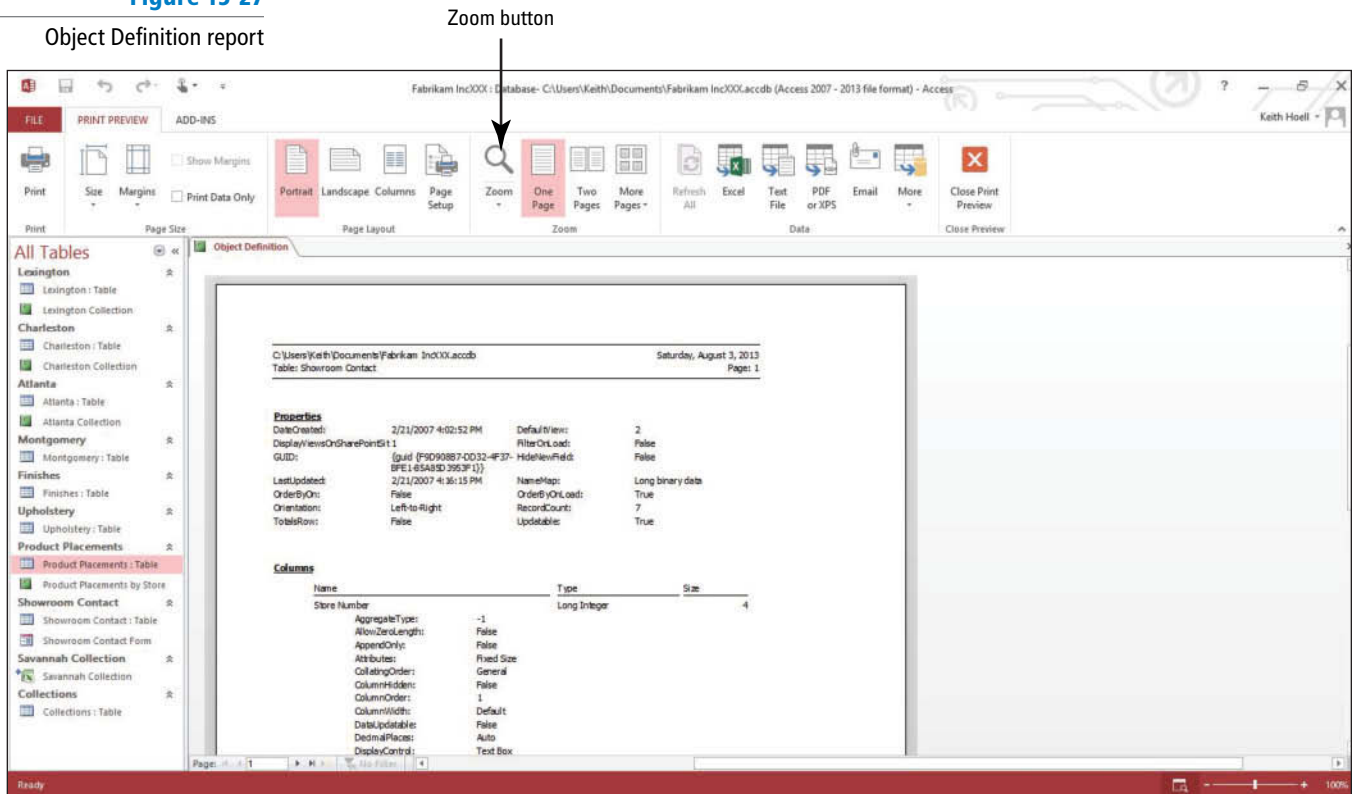 Figure 13-27
Object Definition report
Zoom button
Fabrikam IncXXX : Database- C:\Users\Keith\Documents\Fabrikam IncXXX.accdb (Access 2007 - 2013 file format) - Access
?
FILE PRINT PREVIEW ADD-INS
Keith Hoell
Print Size Margins Show Margins Print Data Only Portrait Landscape Columns Page Setup Zoom One Page Two Pages More Pages Refresh All Excel Text File PDF or XPS Email More Close Print Preview
Print Page Size Page Layout Zoom Data Close Preview
All Tables
Lexington
Lexington : Table
Lexington Collection
Charleston
Charleston : Table
Charleston Collection
Atlanta
Atlanta : Table
Atlanta Collection
Montgomery
Montgomery : Table
Finishes
Finishes : Table
Upholstery
Upholstery : Table
Product Placements
Product Placements : Table
Product Placements by Store
Showroom Contact
Showroom Contact : Table
Showroom Contact Form
Savannah Collection
Savannah Collection
Collections
Collections : Table
Object Definition
C:\Users\Keith\Documents\Fabrikam IncXXX.accdb Saturday, August 3, 2013
Table: Showroom Contact Page: 1
Properties
DateCreated: 2/21/2007 4:02:52 PM DefaultView: 2
DisplayViewsOnSharePointSit 1 FilterOnLoad: False
GUID: {guid {F9D908B7-DD32-4F37- HideNewField: False
BFE1-85A85D3953F1}}
LastUpdated: 2/21/2007 4:16:15 PM NameMap: Long binary data
OrderByOn: False OrderByOnLoad: True
Orientation: Left-to-Right RecordCount: 7
TotalsRow: False Updatable: True
Columns
Name Type Size
Store Number Long Integer 4
AggregateType: -1
AllowZeroLength: False
AppendOnly: False
Attributes: Fixed Size
CollatingOrder: General
ColumnHidden: False
ColumnOrder: 1
ColumnWidth: Default
DataUpdatable: False
DecimalPlaces: Auto
DisplayControl: Text Box
Page: 1 No Filter
Ready 100%